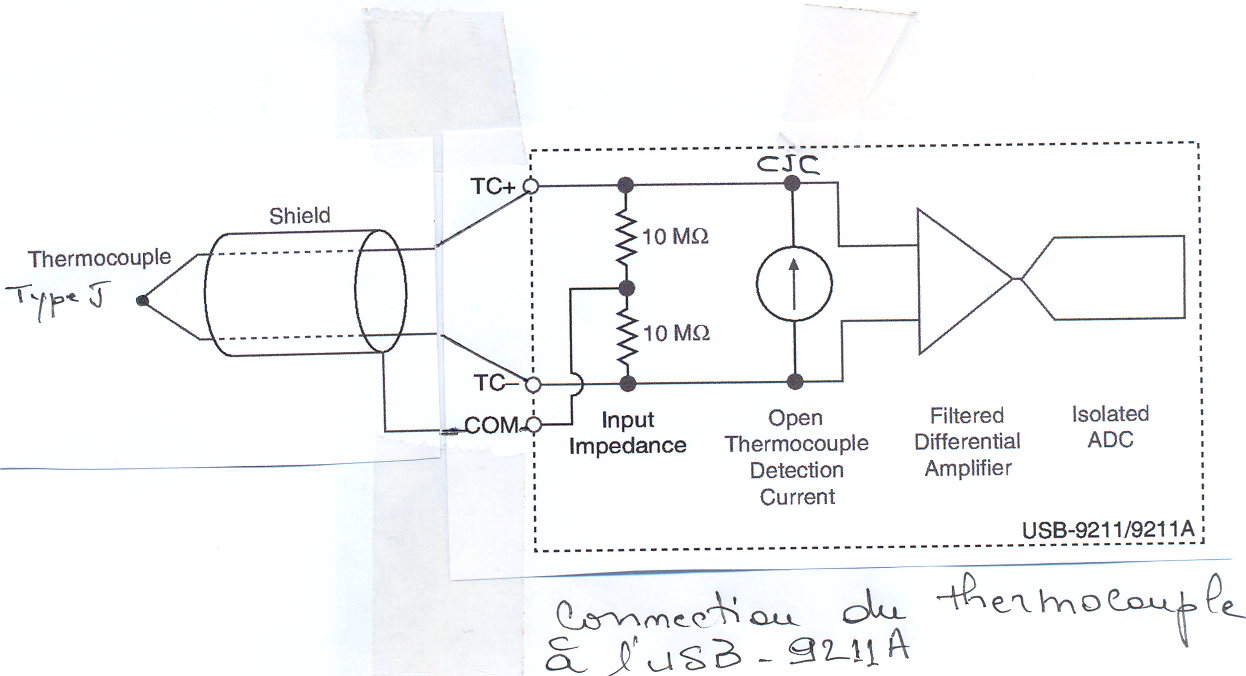 CJC
TC+
Shield
10 MΩ
Thermocouple
Type J
10 MΩ
TC–
COM
Input
Impedance
Open
Thermocouple
Detection
Current
Filtered
Differential
Amplifier
Isolated
ADC
USB-9211/9211A
Connection du thermocouple
à l'USB - 9211A